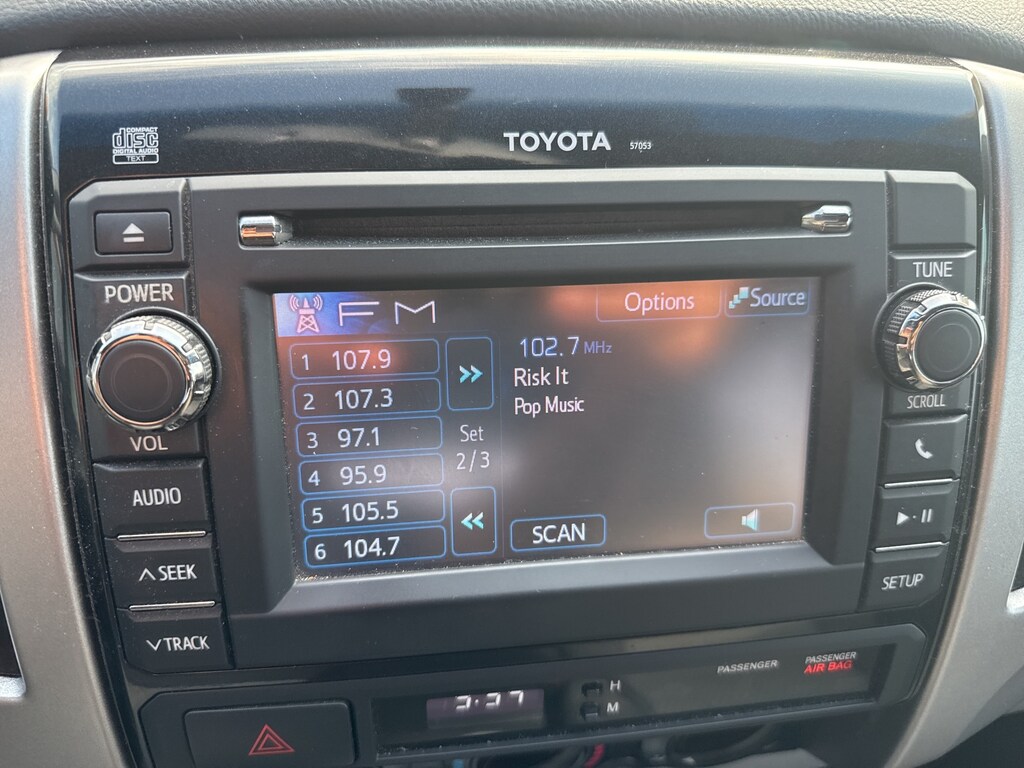 COMPACT
disc
DIGITAL AUDIO
TEXT
TOYOTA 57053
POWER
VOL
AUDIO
SEEK
TRACK
FM
Options
Source
1 107.9
2 107.3
3 97.1
4 95.9
5 105.5
6 104.7
Set
2/3
102.7 MHz
Risk It
Pop Music
SCAN
TUNE
SCROLL
SETUP
3:37
H
M
PASSENGER
PASSENGER
AIR BAG